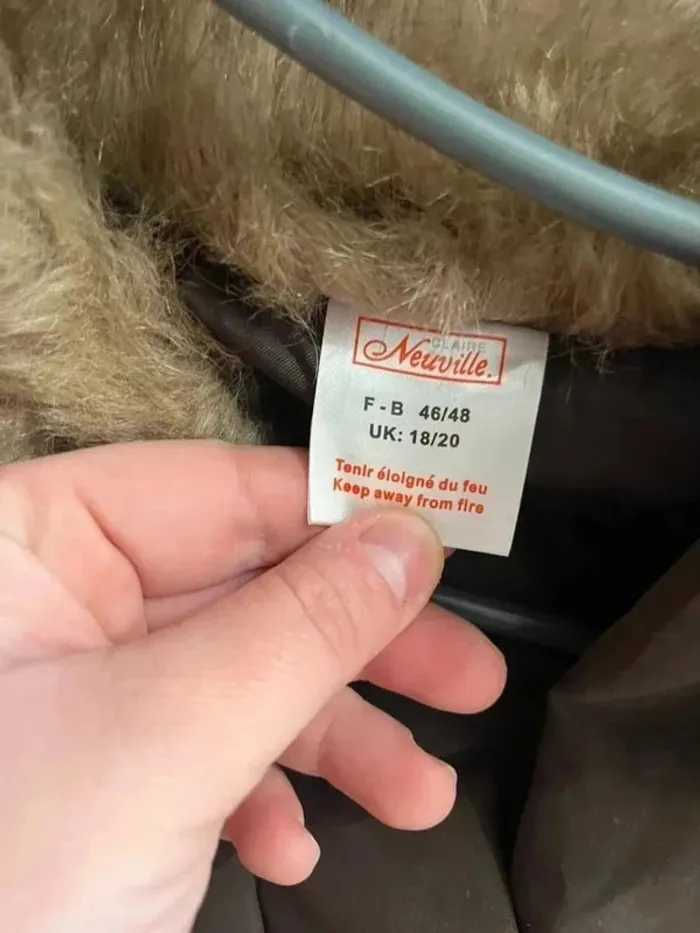 CLAIRE
Neuville.
F - B 46/48
UK: 18/20
Tenir éloigné du feu
Keep away from fire